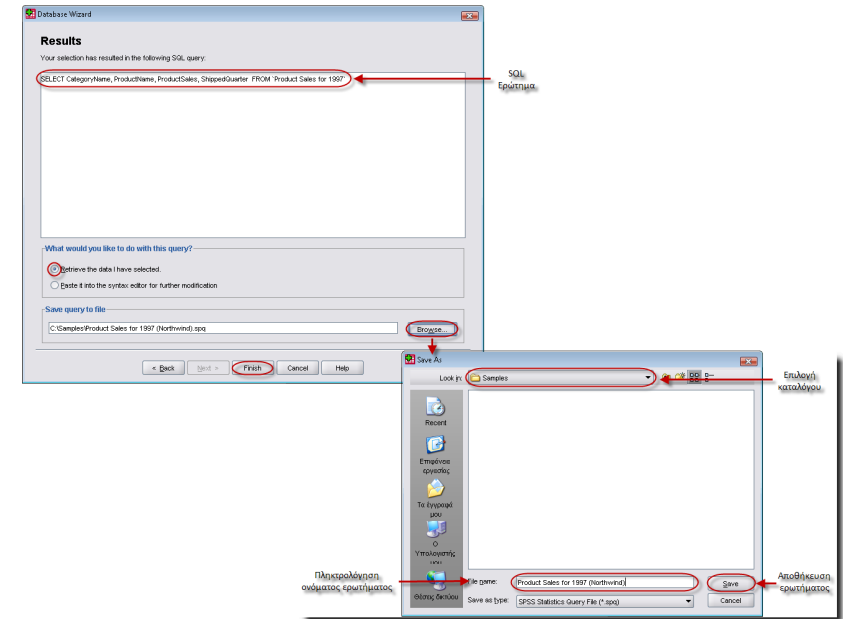 Database Wizard
Results
Your selection has resulted in the following SQL query:
SELECT CategoryName, ProductName, ProductSales, ShippedQuarter FROM `Product Sales for 1997`
SQL
Ερώτημα
What would you like to do with this query?
Retrieve the data I have selected.
Paste it into the syntax editor for further modification
Save query to file
C:\Samples\Product Sales for 1997 (Northwind).spq
Browse...
< Back
Next >
Finish
Cancel
Help
Save As
Look in:
Samples
Επιλογή
καταλόγου
Recent
Επιφάνεια
εργασίας
Τα έγγραφά
μου
Ο
Υπολογιστής
μου
Θέσεις δικτύου
Πληκτρολόγηση
ονόματος ερωτήματος
File name:
Product Sales for 1997 (Northwind)
Save
Αποθήκευση
ερωτήματος
Save as type:
SPSS Statistics Query File (*.spq)
Cancel